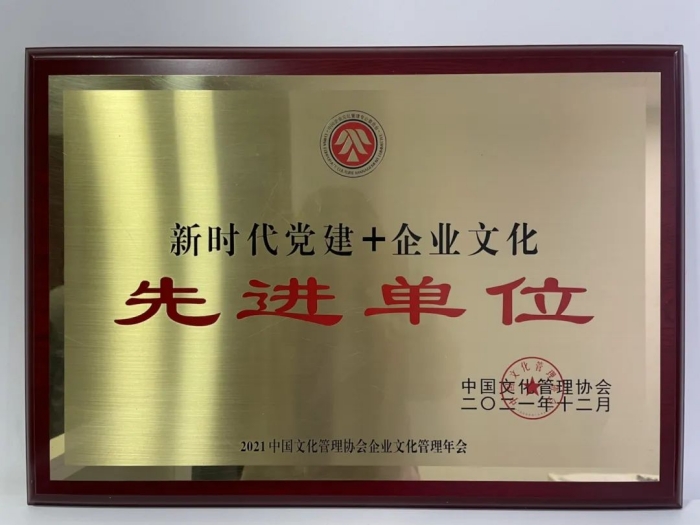 新时代党建+企业文化
先进单位
中国文化管理协会
二〇二一年十二月
2021中国文化管理协会企业文化管理年会